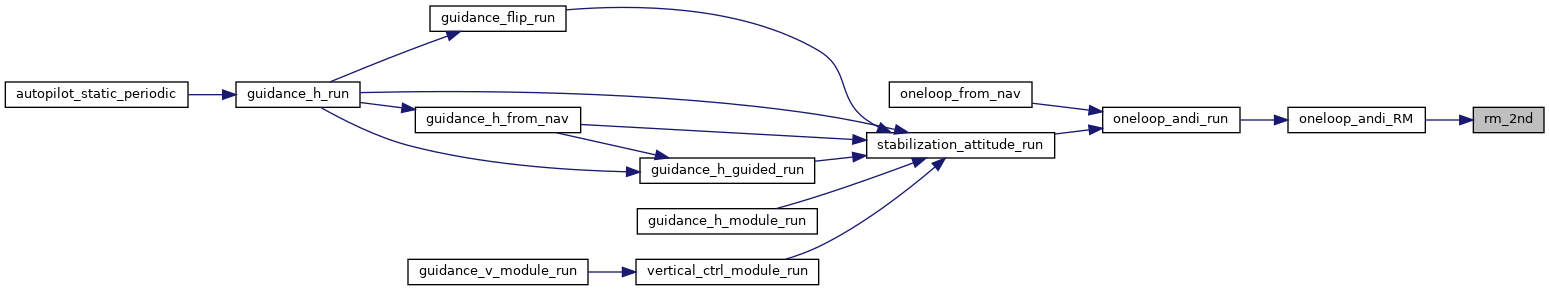 guidance_flip_run
autopilot_static_periodic
guidance_h_run
oneloop_from_nav
guidance_h_from_nav
oneloop_andi_run
oneloop_andi_RM
rm_2nd
stabilization_attitude_run
guidance_h_guided_run
guidance_h_module_run
guidance_v_module_run
vertical_ctrl_module_run